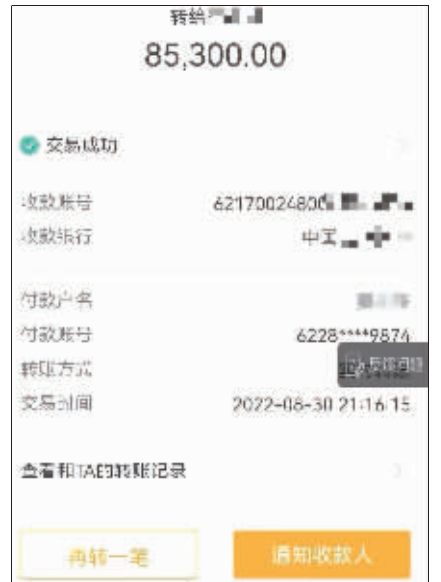 转给
85,300.00
交易成功
收款账号 6217002480
收款银行 中国
付款户名
付款账号 6228****9874
转账方式
交易时间 2022-08-30 21:16:15
查看和TA的转账记录
再转一笔 通知收款人